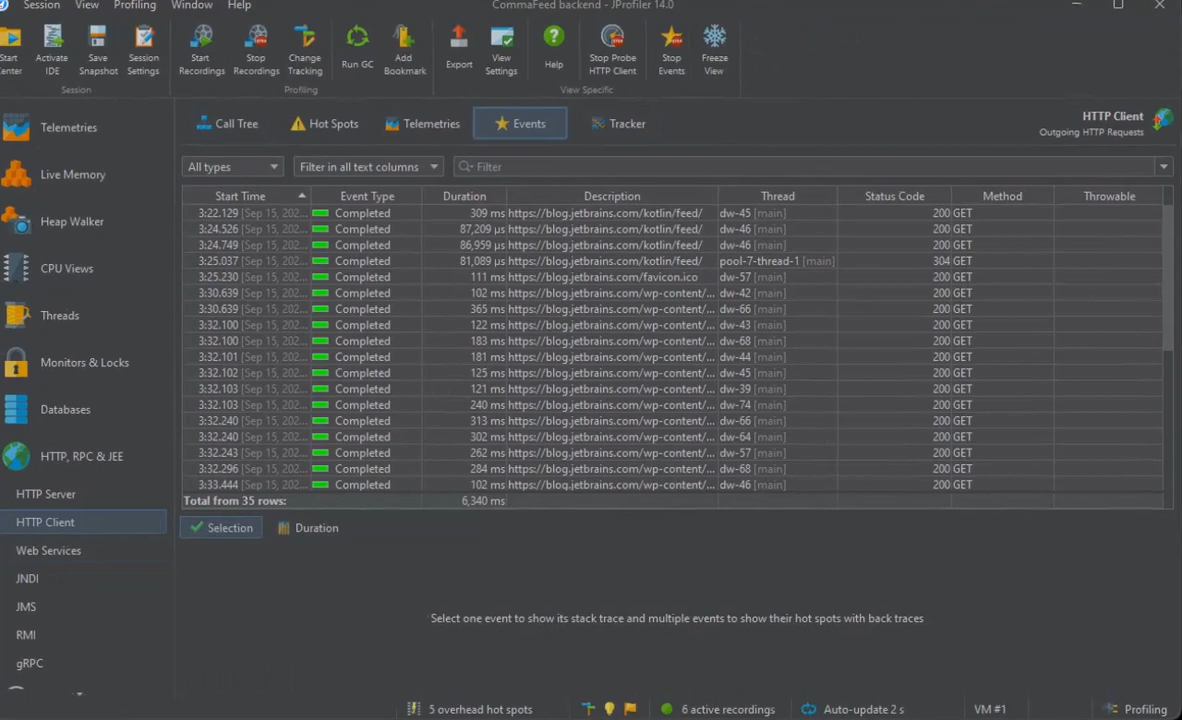 CommaFeed backend - JProfiler 14.0
Session View Profiling Window Help
Start Center
Activate IDE
Save Snapshot
Session Settings
Start Recordings
Stop Recordings
Change Tracking
Run GC
Add Bookmark
Export
View Settings
Help
Stop Probe HTTP Client
Stop Events
Freeze View
Session Profiling View Specific
Telemetries
Live Memory
Heap Walker
CPU Views
Threads
Monitors & Locks
Databases
HTTP, RPC & JEE
HTTP Server
HTTP Client
Web Services
JNDI
JMS
RMI
gRPC
Call Tree Hot Spots Telemetries Events Tracker
HTTP Client
Outgoing HTTP Requests
All types Filter in all text columns Filter
Start Time Event Type Duration Description Thread Status Code Method Throwable
3:22.129 [Sep 15, 202... Completed 309 ms https://blog.jetbrains.com/kotlin/feed/ dw-45 [main] 200 GET
3:24.526 [Sep 15, 202... Completed 87,209 µs https://blog.jetbrains.com/kotlin/feed/ dw-46 [main] 200 GET
3:24.749 [Sep 15, 202... Completed 86,959 µs https://blog.jetbrains.com/kotlin/feed/ dw-46 [main] 200 GET
3:25.037 [Sep 15, 202... Completed 81,089 µs https://blog.jetbrains.com/kotlin/feed/ pool-7-thread-1 [main] 304 GET
3:25.230 [Sep 15, 202... Completed 111 ms https://blog.jetbrains.com/favicon.ico dw-57 [main] 200 GET
3:30.639 [Sep 15, 202... Completed 102 ms https://blog.jetbrains.com/wp-content/... dw-42 [main] 200 GET
3:30.639 [Sep 15, 202... Completed 365 ms https://blog.jetbrains.com/wp-content/... dw-66 [main] 200 GET
3:32.100 [Sep 15, 202... Completed 122 ms https://blog.jetbrains.com/wp-content/... dw-43 [main] 200 GET
3:32.100 [Sep 15, 202... Completed 183 ms https://blog.jetbrains.com/wp-content/... dw-68 [main] 200 GET
3:32.101 [Sep 15, 202... Completed 181 ms https://blog.jetbrains.com/wp-content/... dw-44 [main] 200 GET
3:32.102 [Sep 15, 202... Completed 125 ms https://blog.jetbrains.com/wp-content/... dw-45 [main] 200 GET
3:32.103 [Sep 15, 202... Completed 121 ms https://blog.jetbrains.com/wp-content/... dw-39 [main] 200 GET
3:32.103 [Sep 15, 202... Completed 240 ms https://blog.jetbrains.com/wp-content/... dw-74 [main] 200 GET
3:32.240 [Sep 15, 202... Completed 313 ms https://blog.jetbrains.com/wp-content/... dw-66 [main] 200 GET
3:32.240 [Sep 15, 202... Completed 302 ms https://blog.jetbrains.com/wp-content/... dw-64 [main] 200 GET
3:32.243 [Sep 15, 202... Completed 262 ms https://blog.jetbrains.com/wp-content/... dw-57 [main] 200 GET
3:32.296 [Sep 15, 202... Completed 284 ms https://blog.jetbrains.com/wp-content/... dw-68 [main] 200 GET
3:33.444 [Sep 15, 202... Completed 102 ms https://blog.jetbrains.com/wp-content/... dw-46 [main] 200 GET
Total from 35 rows: 6,340 ms
Selection Duration
Select one event to show its stack trace and multiple events to show their hot spots with back traces
5 overhead hot spots 6 active recordings Auto-update 2 s VM #1 Profiling